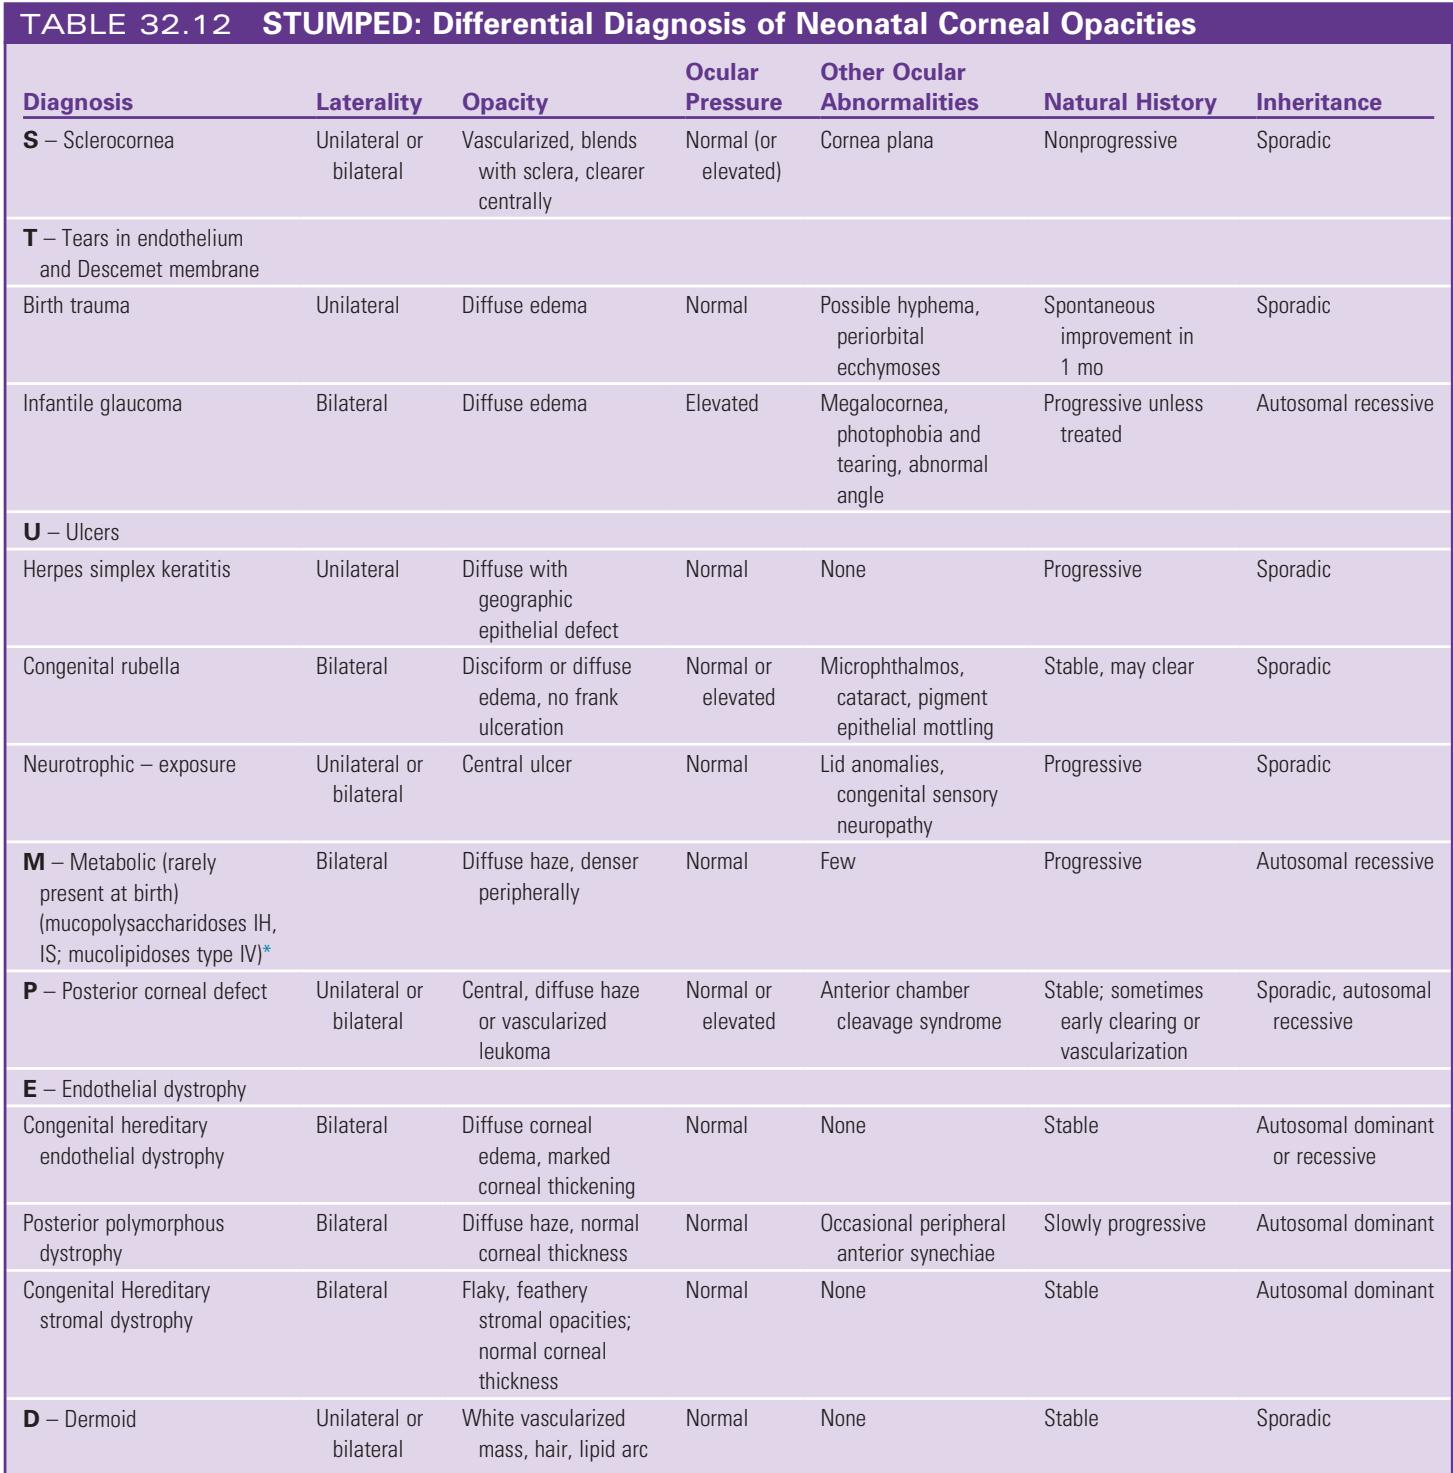 TABLE 32.12 STUMPED: Differential Diagnosis of Neonatal Corneal Opacities
Diagnosis Laterality Opacity Ocular Pressure Other Ocular Abnormalities Natural History Inheritance
S – Sclerocornea Unilateral or bilateral Vascularized, blends with sclera, clearer centrally Normal (or elevated) Cornea plana Nonprogressive Sporadic
T – Tears in endothelium and Descemet membrane
Birth trauma Unilateral Diffuse edema Normal Possible hyphema, periorbital ecchymoses Spontaneous improvement in 1 mo Sporadic
Infantile glaucoma Bilateral Diffuse edema Elevated Megalocornea, photophobia and tearing, abnormal angle Progressive unless treated Autosomal recessive
U – Ulcers
Herpes simplex keratitis Unilateral Diffuse with geographic epithelial defect Normal None Progressive Sporadic
Congenital rubella Bilateral Disciform or diffuse edema, no frank ulceration Normal or elevated Microphthalmos, cataract, pigment epithelial mottling Stable, may clear Sporadic
Neurotrophic – exposure Unilateral or bilateral Central ulcer Normal Lid anomalies, congenital sensory neuropathy Progressive Sporadic
M – Metabolic (rarely present at birth) (mucopolysaccharidoses IH, IS; mucolipidoses type IV)* Bilateral Diffuse haze, denser peripherally Normal Few Progressive Autosomal recessive
P – Posterior corneal defect Unilateral or bilateral Central, diffuse haze or vascularized leukoma Normal or elevated Anterior chamber cleavage syndrome Stable; sometimes early clearing or vascularization Sporadic, autosomal recessive
E – Endothelial dystrophy
Congenital hereditary endothelial dystrophy Bilateral Diffuse corneal edema, marked corneal thickening Normal None Stable Autosomal dominant or recessive
Posterior polymorphous dystrophy Bilateral Diffuse haze, normal corneal thickness Normal Occasional peripheral anterior synechiae Slowly progressive Autosomal dominant
Congenital Hereditary stromal dystrophy Bilateral Flaky, feathery stromal opacities; normal corneal thickness Normal None Stable Autosomal dominant
D – Dermoid Unilateral or bilateral White vascularized mass, hair, lipid arc Normal None Stable Sporadic